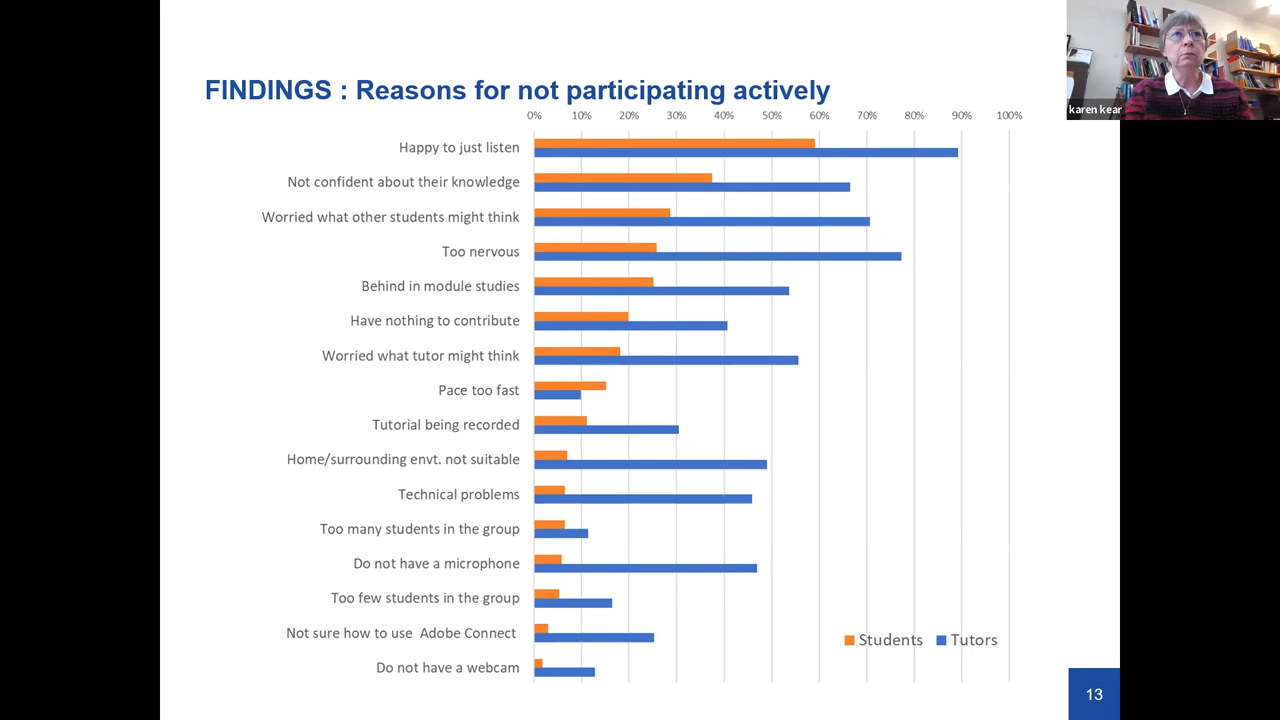 FINDINGS : Reasons for not participating actively
karen kear
0% 10% 20% 30% 40% 50% 60% 70% 80% 90% 100%
Happy to just listen
Not confident about their knowledge
Worried what other students might think
Too nervous
Behind in module studies
Have nothing to contribute
Worried what tutor might think
Pace too fast
Tutorial being recorded
Home/surrounding envt. not suitable
Technical problems
Too many students in the group
Do not have a microphone
Too few students in the group
Not sure how to use Adobe Connect
Students Tutors
Do not have a webcam
13